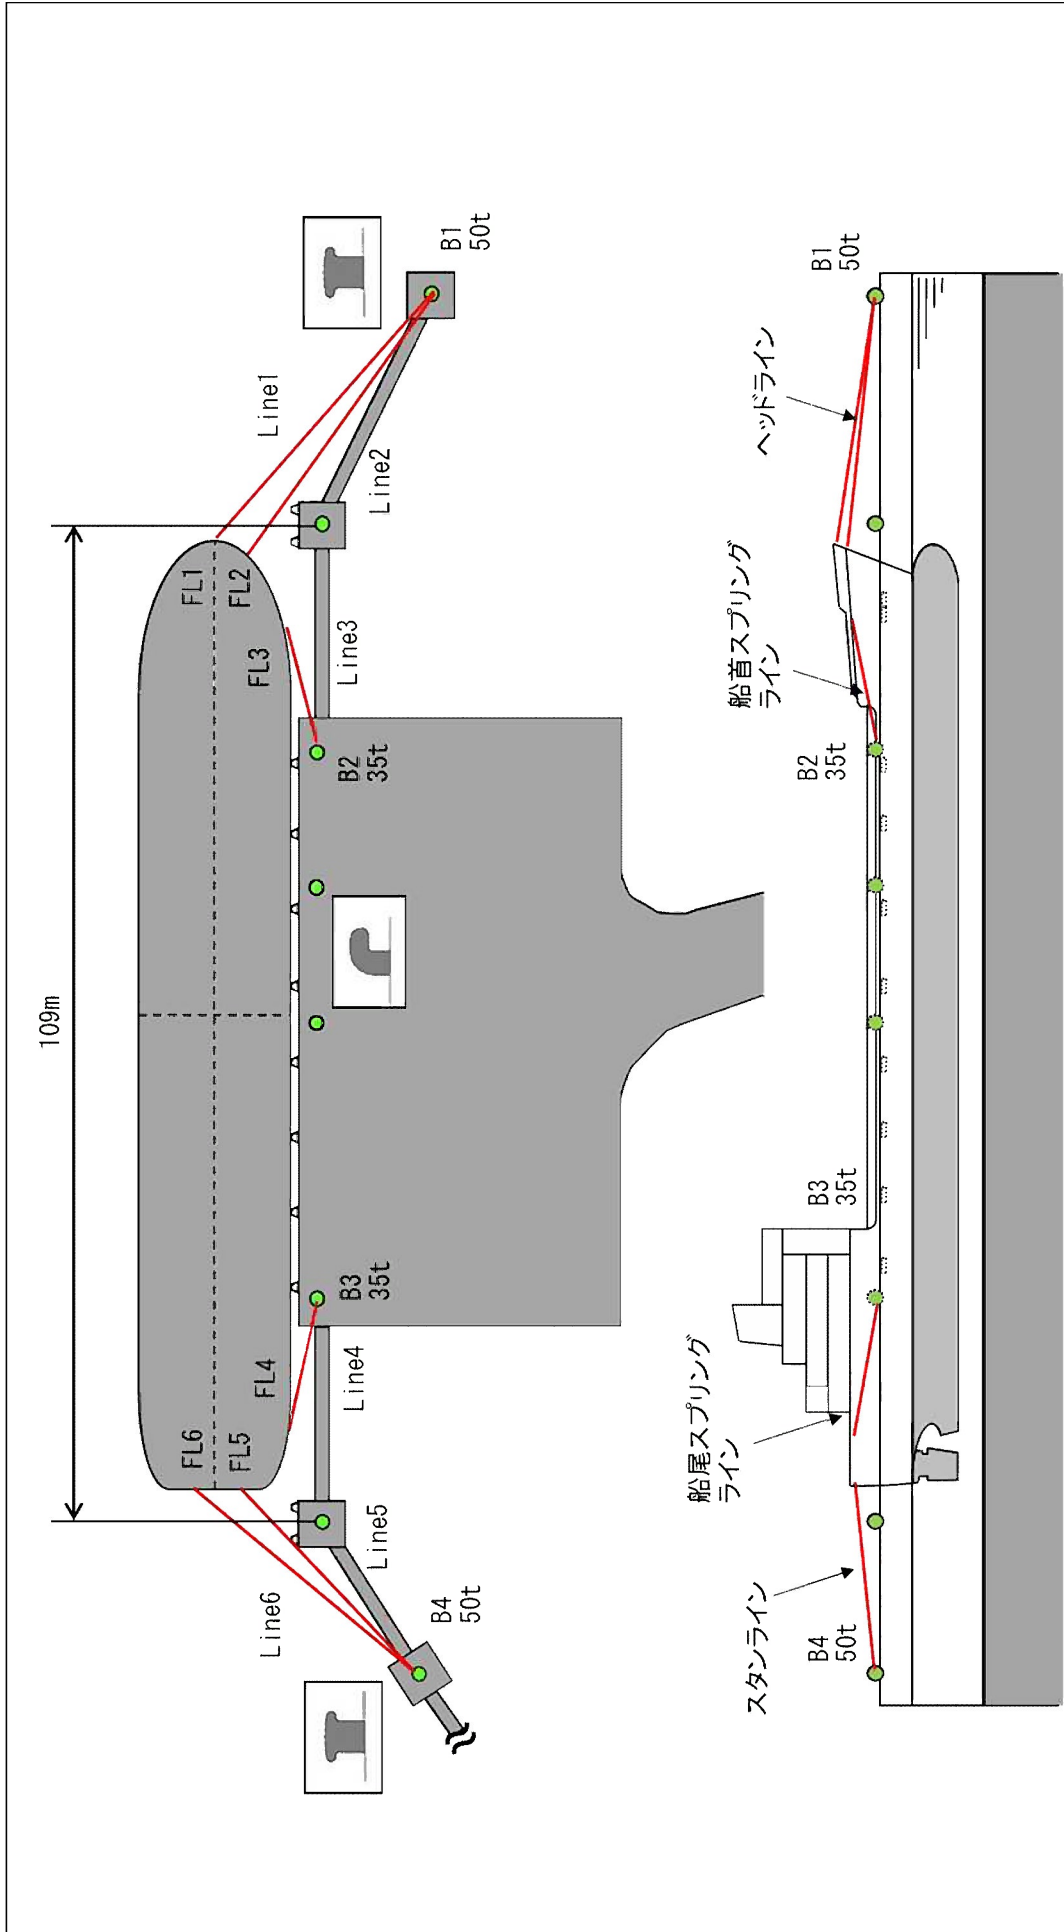 109m
FL6
FL5
FL4
FL3
FL1
FL2
Line6
Line5
Line4
Line3
Line2
Line1
B4
50t
B3
35t
B2
35t
B1
50t
スタンライン
B4
50t
船尾スプリング
ライン
B3
35t
B2
35t
船首スプリング
ライン
ヘッドライン
B1
50t